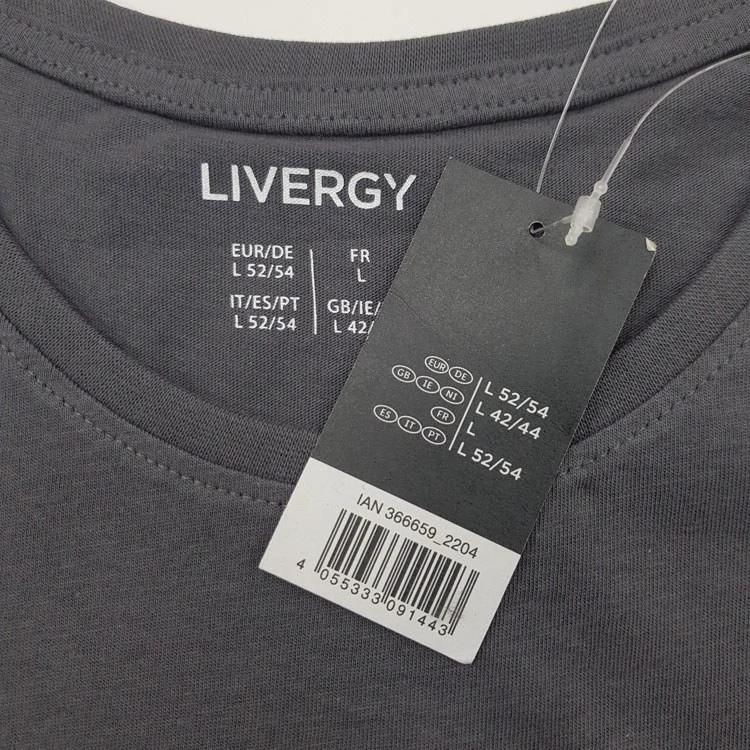 LIVERGY
EUR/DE
L 52/54
FR
L
IT/ES/PT
L 52/54
GB/IE/
L 42/
EUR DE
L 52/54
GB IE NI
L 42/44
FR
L
ES IT PT
L 52/54
IAN 366659_2204
4 055333 091443